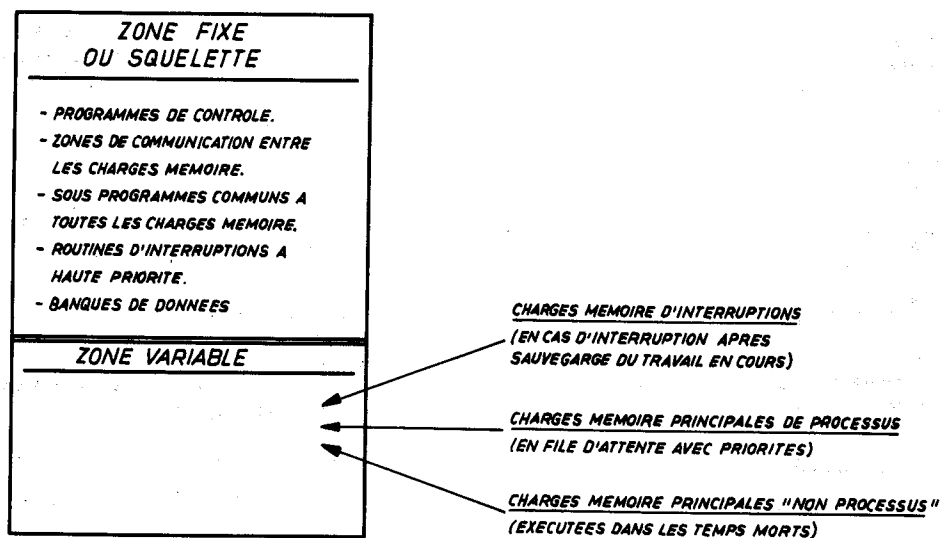 ZONE FIXE
OU SQUELETTE
- PROGRAMMES DE CONTROLE.
- ZONES DE COMMUNICATION ENTRE
LES CHARGES MEMOIRE.
- SOUS PROGRAMMES COMMUNS A
TOUTES LES CHARGES MEMOIRE.
- ROUTINES D'INTERRUPTIONS A
HAUTE PRIORITE.
- BANQUES DE DONNEES
ZONE VARIABLE
CHARGES MEMOIRE D'INTERRUPTIONS
(EN CAS D'INTERRUPTION APRES
SAUVEGARGE DU TRAVAIL EN COURS)
CHARGES MEMOIRE PRINCIPALES DE PROCESSUS
(EN FILE D'ATTENTE AVEC PRIORITES)
CHARGES MEMOIRE PRINCIPALES "NON PROCESSUS"
(EXECUTEES DANS LES TEMPS MORTS)